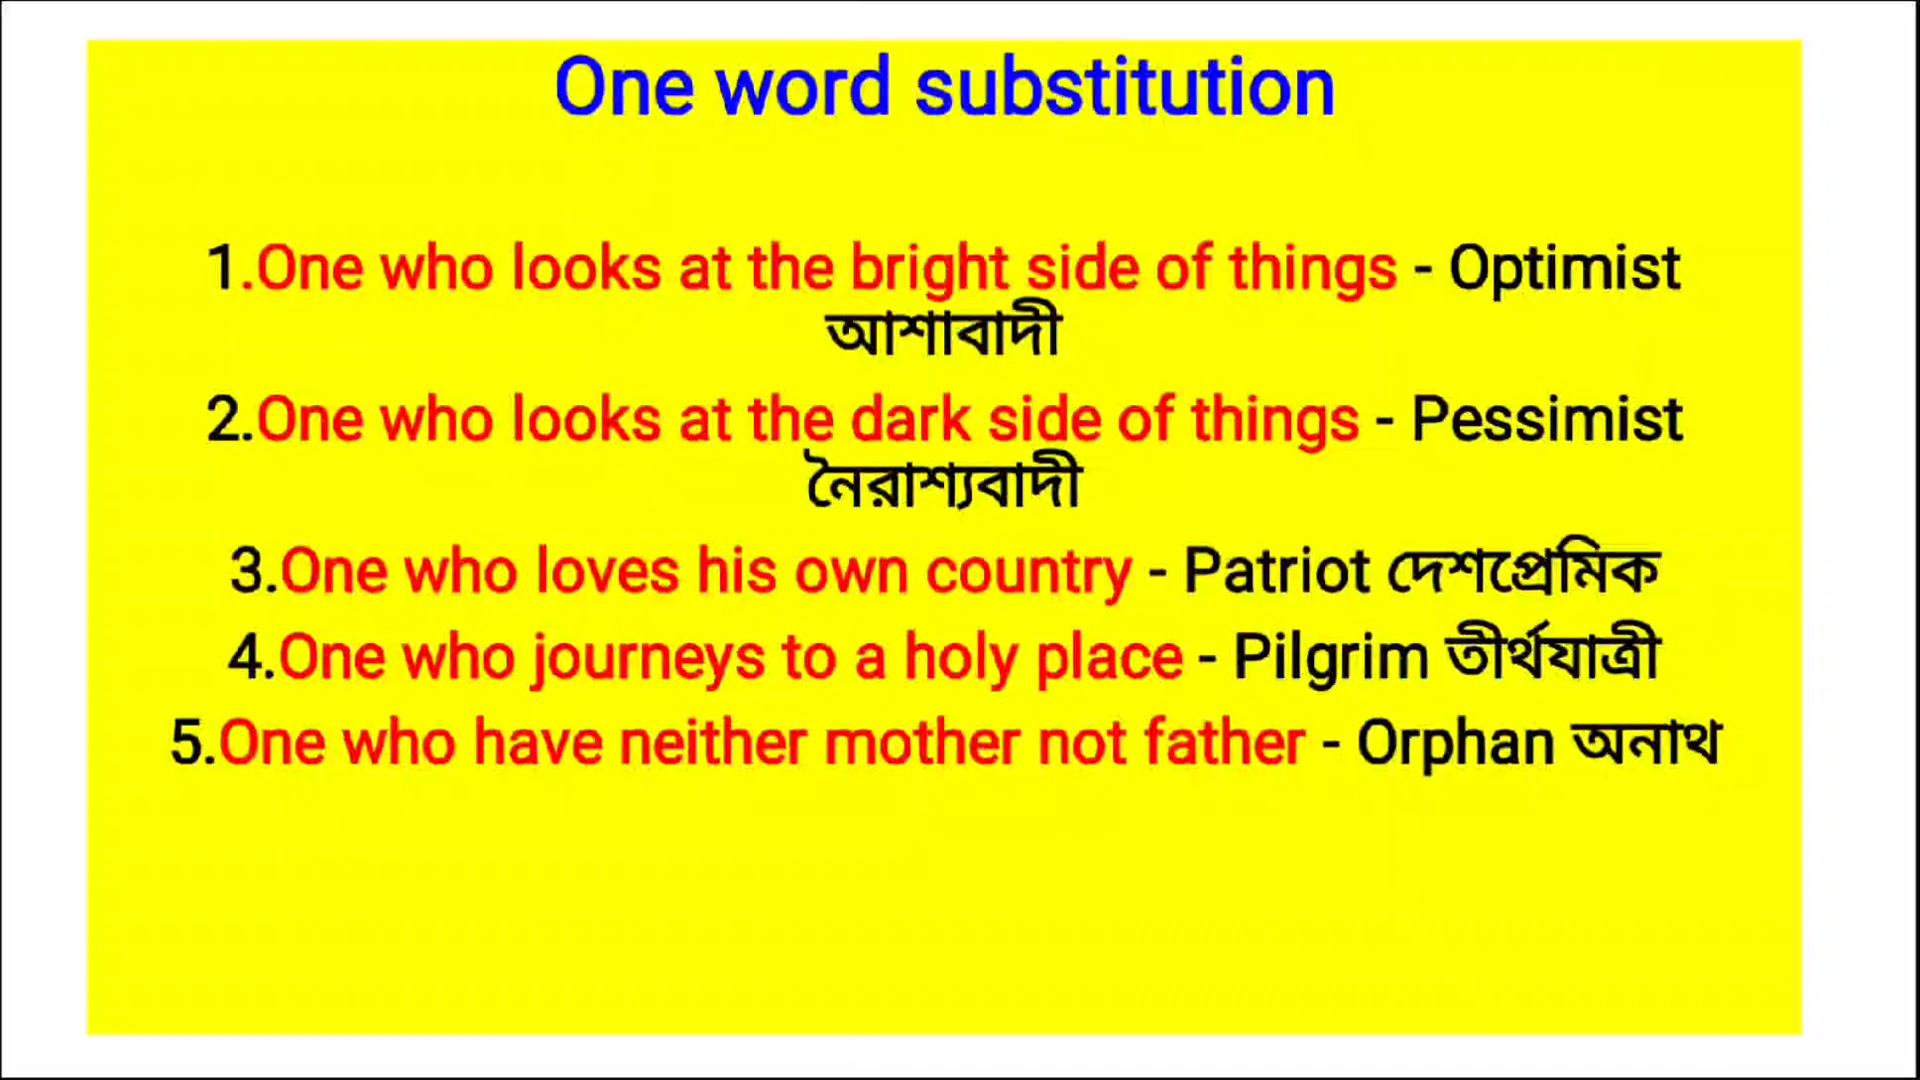 One word substitution
1.One who looks at the bright side of things - Optimist
আশাবাদী
2.One who looks at the dark side of things - Pessimist
নৈরাশ্যবাদী
3.One who loves his own country - Patriot দেশপ্রেমিক
4.One who journeys to a holy place - Pilgrim তীর্থযাত্রী
5.One who have neither mother not father - Orphan অনাথ